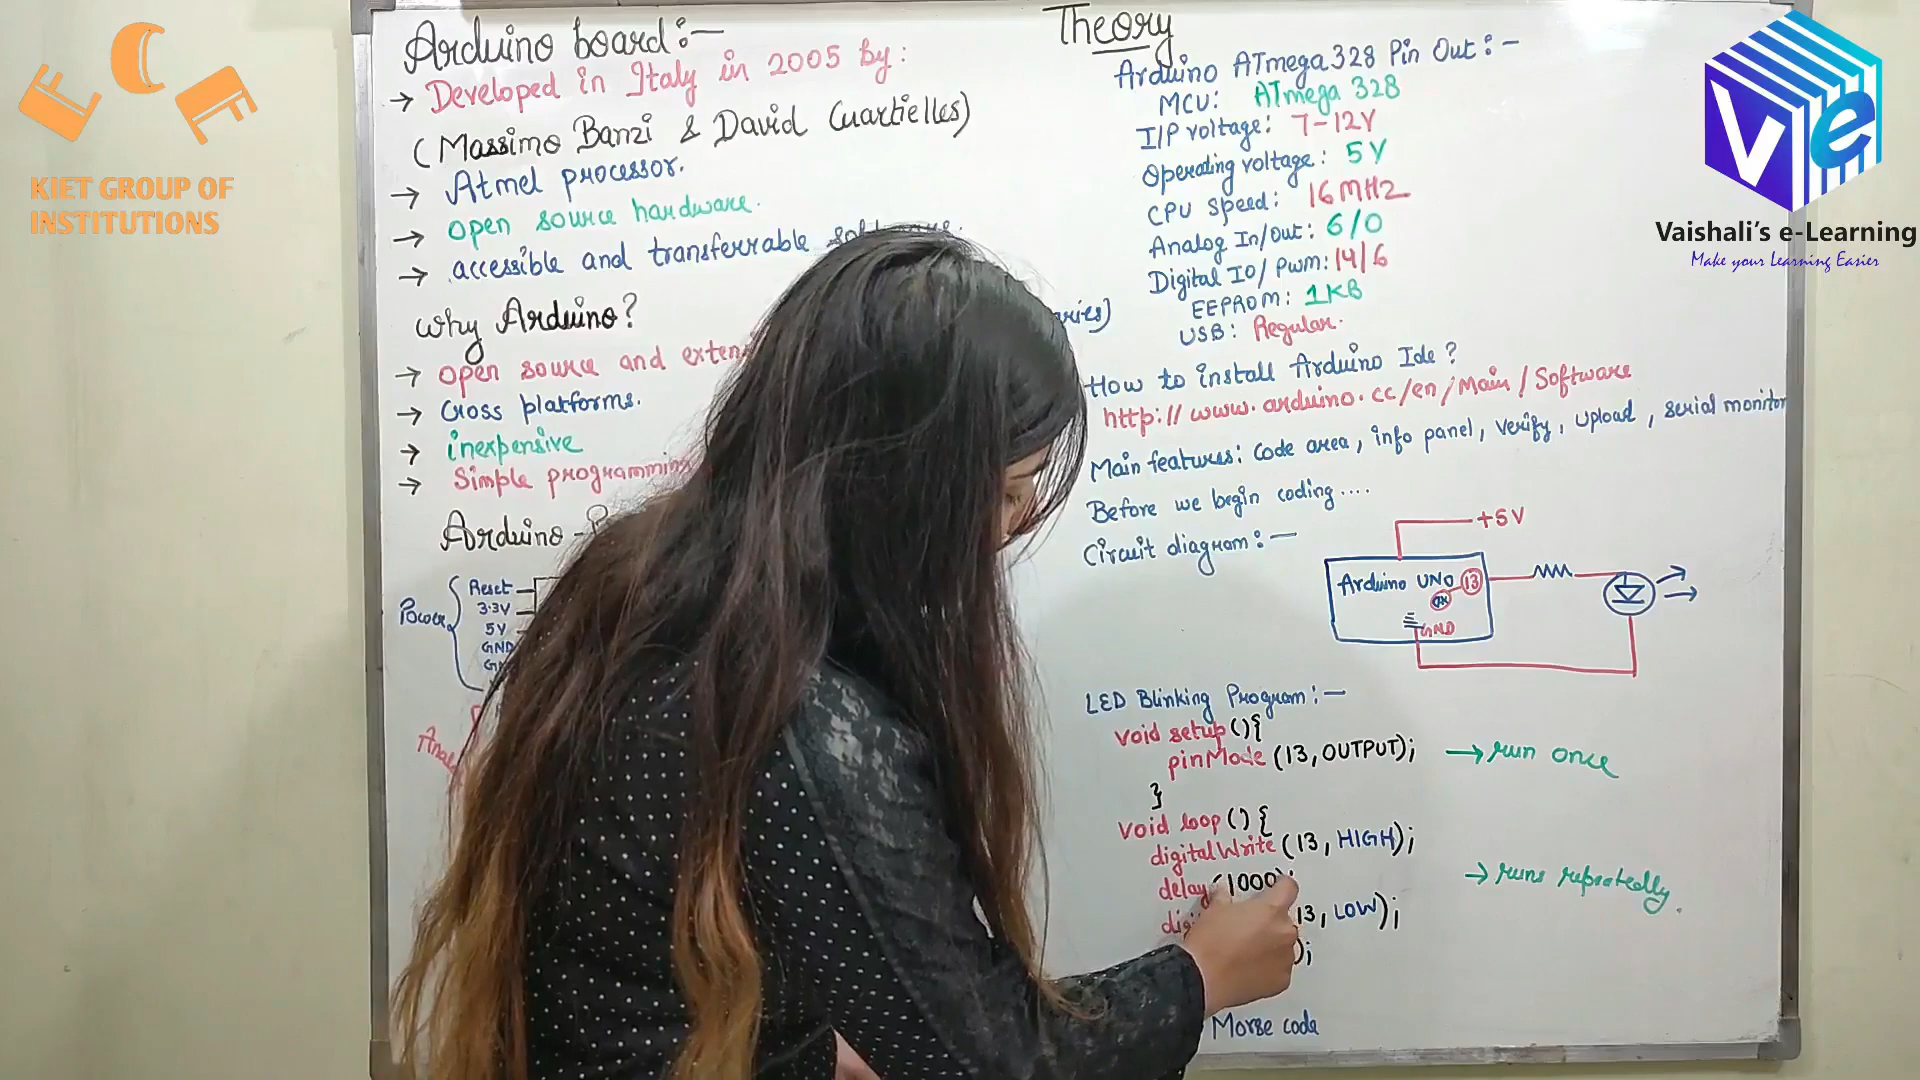 ECF
KIET GROUP OF
INSTITUTIONS
Arduino board:-
→ Developed in Italy in 2005 by:
(Massimo Banzi & David Cuartielles)
→ Atmel processor.
→ open source hardware.
→ accessible and transferrable
Why Arduino?
→ open source and
→ Cross platforms.
→ inexpensive
→ Simple programming
Arduino -
Power
Reset
3.3V
5V
GND
Theory
Arduino ATmega328 Pin Out:-
MCU: ATmega 328
I/P voltage: 7-12V
Operating voltage: 5V
CPU speed: 16MHz
Analog In/Out: 6/0
Digital IO/PWM: 14/6
EEPROM: 1KB
USB: Regular.
How to install Arduino Ide?
http://www.arduino.cc/en/Main/Software
Main features: code area, info panel, verify, upload, serial monitor
Before we begin coding....
Circuit diagram:-
+5V
Arduino UNO 13
GND
LED Blinking Program:-
void setup(){
pinMode (13, OUTPUT); → run once
}
void loop(){
digitalWrite (13, HIGH);
delay (1000); → runs repeatedly.
13, LOW);
);
Morse code
Ve
Vaishali's e-Learning
Make your Learning Easier